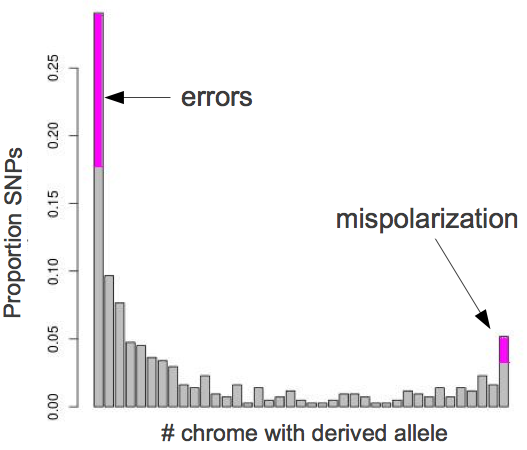 0.25
errors
0.20
Proportion SNPs
0.15
mispolarization
0.10
0.05
0.00
# chrome with derived allele